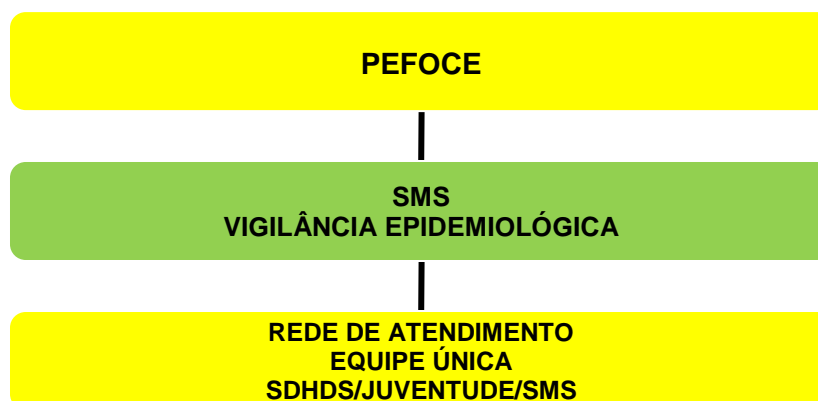 PEFOCE
SMS
VIGILÂNCIA EPIDEMIOLÓGICA
REDE DE ATENDIMENTO
EQUIPE ÚNICA
SDHDS/JUVENTUDE/SMS